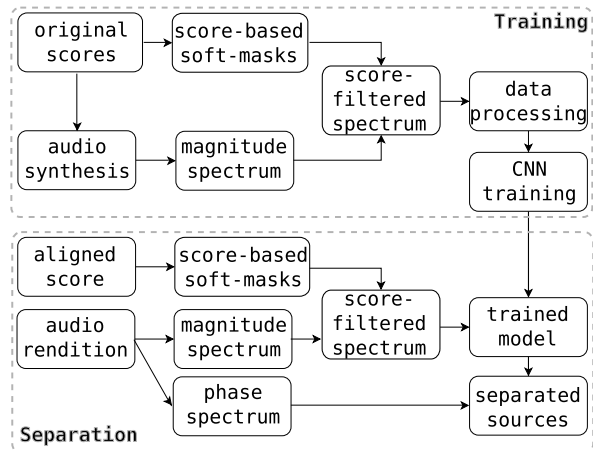 Training
original
scores
score-based
soft-masks
score-
filtered
spectrum
data
processing
audio
synthesis
magnitude
spectrum
CNN
training
aligned
score
score-based
soft-masks
score-
filtered
spectrum
audio
rendition
magnitude
spectrum
trained
model
phase
spectrum
separated
sources
Separation